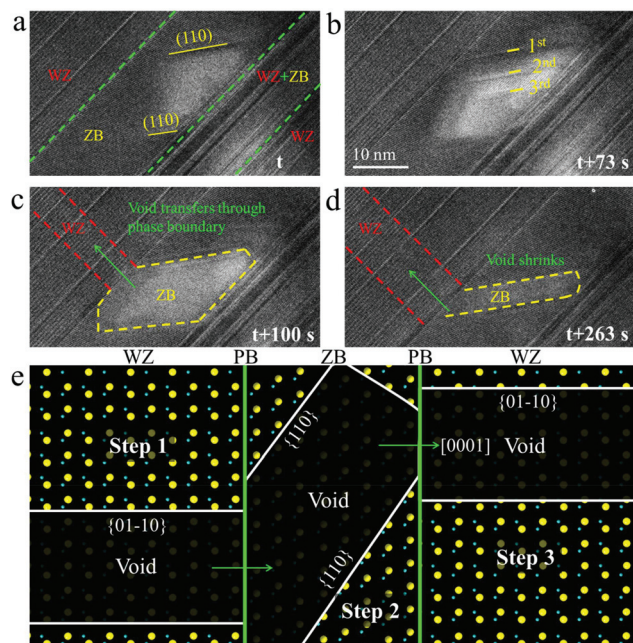 a
(110)
WZ
WZ+ZB
(110)
ZB
WZ
t
b
1st
2nd
3rd
10 nm
t+73 s
c
Void transfers through
phase boundary
WZ
ZB
t+100 s
d
WZ
Void shrinks
ZB
t+263 s
e
WZ PB ZB PB WZ
Step 1
{01-10}
Void
{110}
Void
{110}
Step 2
{01-10}
[0001] Void
Step 3